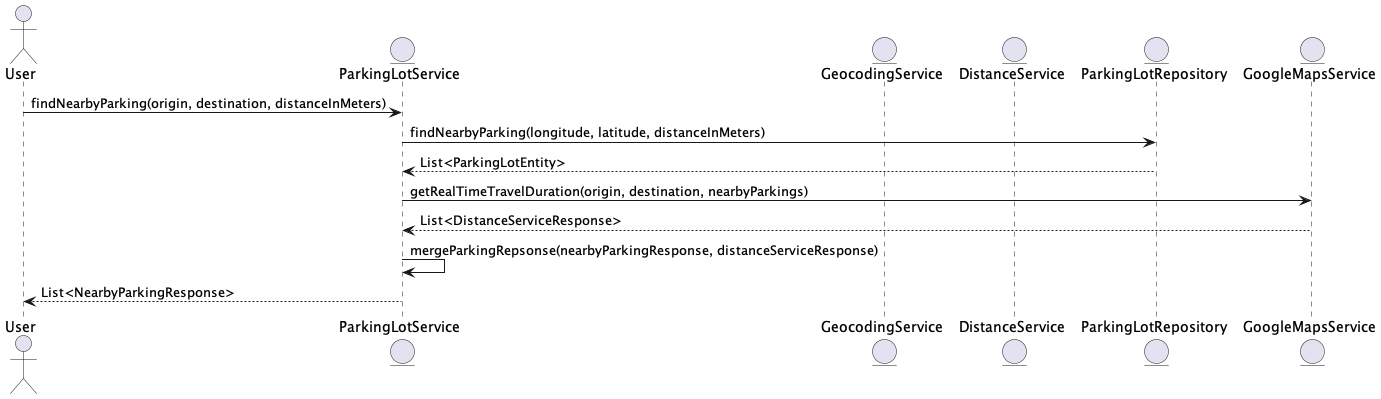 User
ParkingLotService
GeocodingService
DistanceService
ParkingLotRepository
GoogleMapsService
findNearbyParking(origin, destination, distanceInMeters)
findNearbyParking(longitude, latitude, distanceInMeters)
List<ParkingLotEntity>
getRealTimeTravelDuration(origin, destination, nearbyParkings)
List<DistanceServiceResponse>
mergeParkingRepsonse(nearbyParkingResponse, distanceServiceResponse)
List<NearbyParkingResponse>
User
ParkingLotService
GeocodingService
DistanceService
ParkingLotRepository
GoogleMapsService